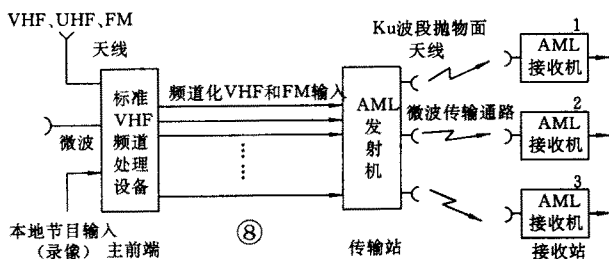 VHF、UHF、FM
天线
微波
本地节目输入
（录像）
主前端
标准
VHF
频道
处理
设备
频道化VHF和FM输入
⑧
AML
发
射
机
传输站
Ku波段抛物面
天线
微波传输通路
1
AML
接收机
2
AML
接收机
3
AML
接收机
接收站